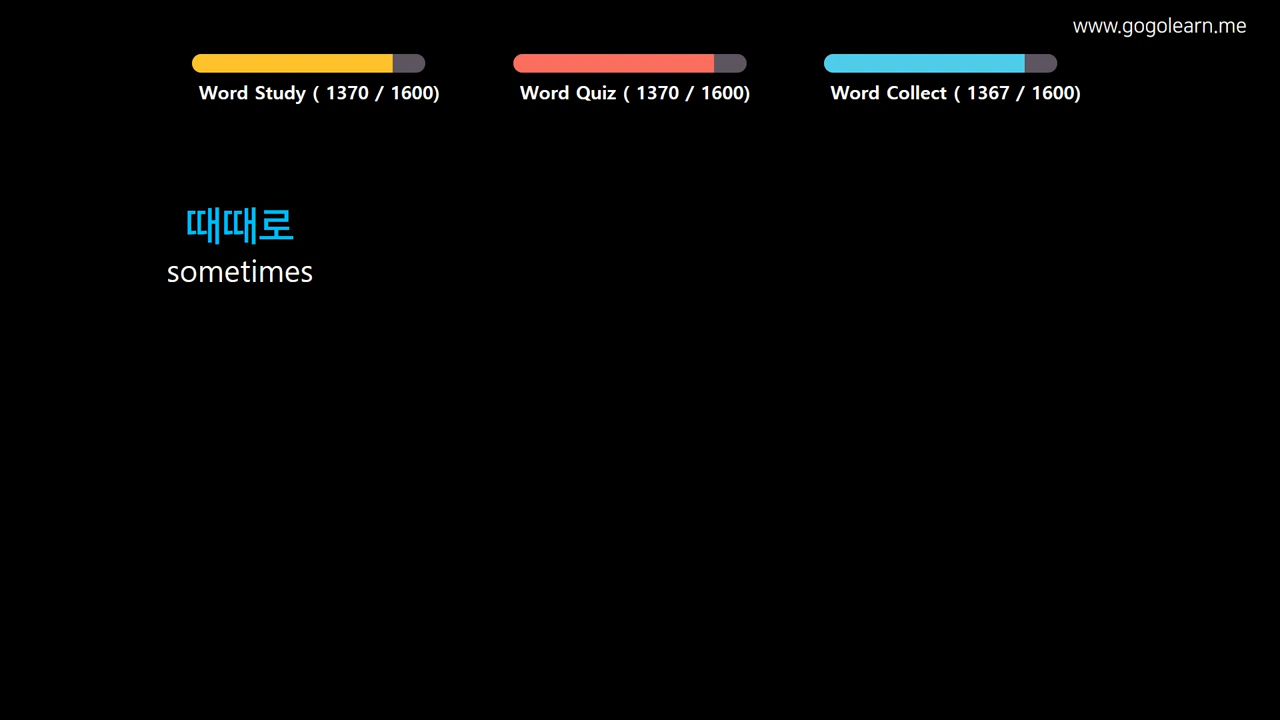 www.gogolearn.me
Word Study ( 1370 / 1600)
Word Quiz ( 1370 / 1600)
Word Collect ( 1367 / 1600)
때때로
sometimes